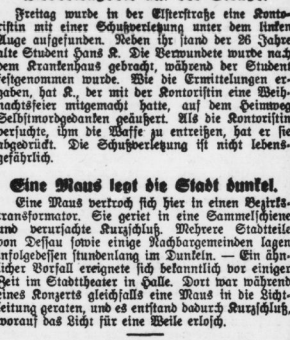 Freitag wurde in der Elsterstraße eine Konto-
ristin mit einer Schußverletzung unter dem linken
Auge aufgefunden. Neben ihr stand der 26 Jahre
alte Student Hans K. Die Verwundete wurde nach
dem Krankenhaus gebracht, während der Student
festgenommen wurde. Wie die Ermittelungen er-
gaben, hat K., der mit der Kontoristin eine Weih-
nachtsfeier mitgemacht hatte, auf dem Heimweg
Selbstmordgedanken geäußert. Als die Kontoristin
versuchte, ihm die Waffe zu entreißen, hat er sie
abgedrückt. Die Schußverletzung ist nicht lebens-
gefährlich.
Eine Maus legt die Stadt dunkel.
Eine Maus verkroch sich hier in einen Bezirks-
transformator. Sie geriet in eine Sammelschiene
und verursachte Kurzschluß. Mehrere Stadtteile
von Dessau sowie einige Nachbargemeinden lagen
infolgedessen stundenlang im Dunkeln. — Ein ähn-
licher Vorfall ereignete sich bekanntlich vor einiger
Zeit im Stadttheater in Halle. Dort war während
eines Konzerts gleichfalls eine Maus in die Licht-
leitung geraten, und es entstand dadurch Kurzschluß,
worauf das Licht für eine Weile erlosch.